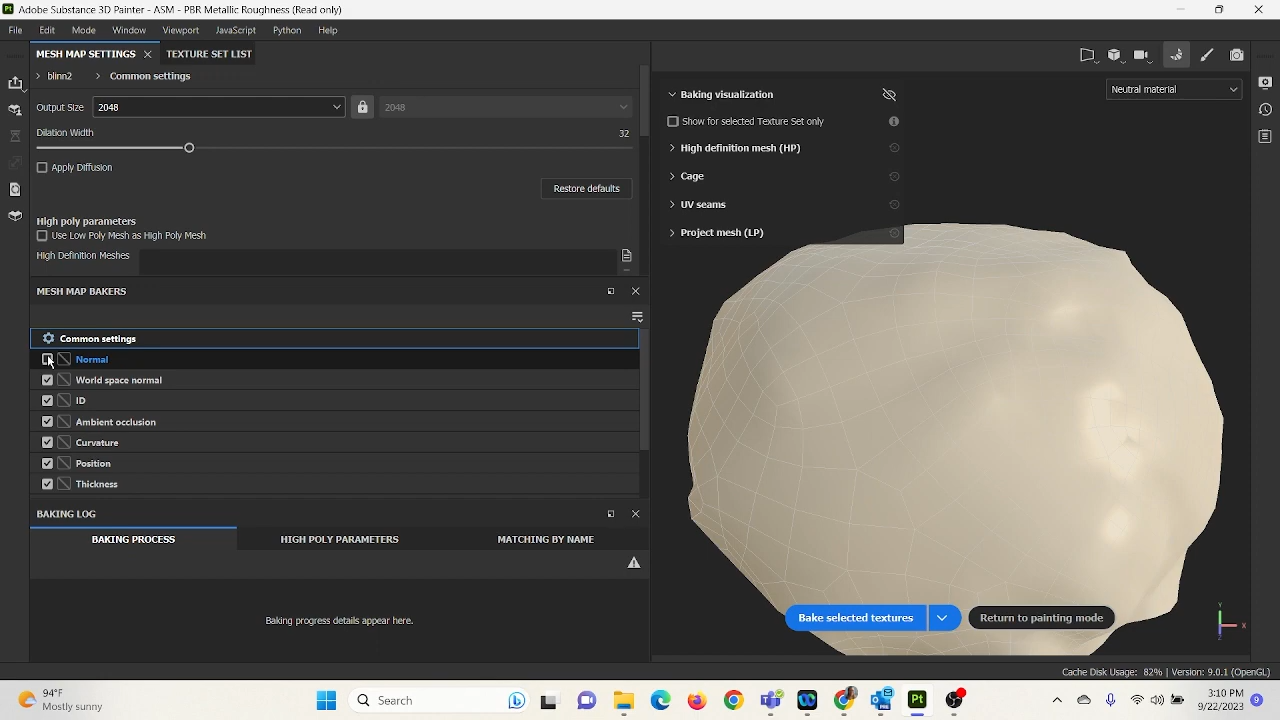 Pt Adobe Substance 3D Painter - ASM - PBR Metallic Roughness (Read only)
File Edit Mode Window Viewport JavaScript Python Help
MESH MAP SETTINGS TEXTURE SET LIST
blinn2 Common settings
Output Size 2048 2048
Dilation Width 32
Apply Diffusion
Restore defaults
High poly parameters
Use Low Poly Mesh as High Poly Mesh
High Definition Meshes
MESH MAP BAKERS
Common settings
Normal
World space normal
ID
Ambient occlusion
Curvature
Position
Thickness
BAKING LOG
BAKING PROCESS HIGH POLY PARAMETERS MATCHING BY NAME
Baking progress details appear here.
Baking visualization
Show for selected Texture Set only
High definition mesh (HP)
Cage
UV seams
Project mesh (LP)
Neutral material
Bake selected textures
Return to painting mode
Y
X
Z
Cache Disk Usage: 82% | Version: 9.0.1 (OpenGL)
94°F
Mostly sunny
Search
Pt
3:10 PM
9/22/2023
9